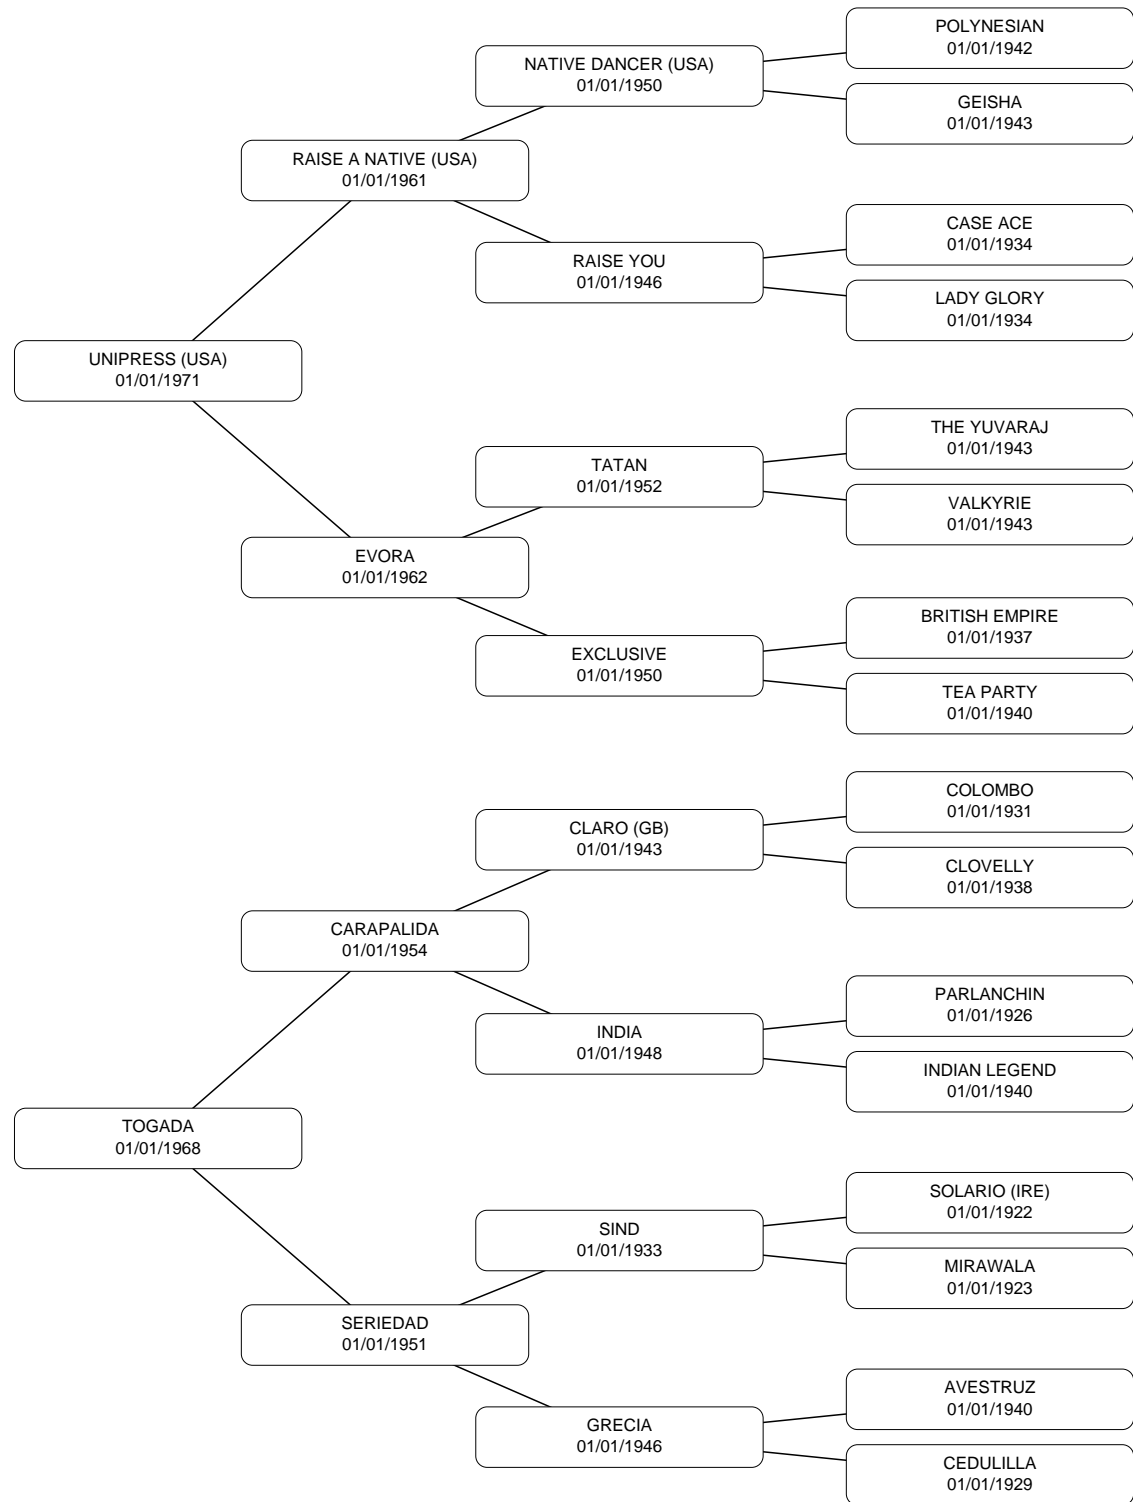 POLYNESIAN
01/01/1942
NATIVE DANCER (USA)
01/01/1950
GEISHA
01/01/1943
RAISE A NATIVE (USA)
01/01/1961
CASE ACE
01/01/1934
RAISE YOU
01/01/1946
LADY GLORY
01/01/1934
UNIPRESS (USA)
01/01/1971
THE YUVARAJ
01/01/1943
TATAN
01/01/1952
VALKYRIE
01/01/1943
EVORA
01/01/1962
BRITISH EMPIRE
01/01/1937
EXCLUSIVE
01/01/1950
TEA PARTY
01/01/1940
COLOMBO
01/01/1931
CLARO (GB)
01/01/1943
CLOVELLY
01/01/1938
CARAPALIDA
01/01/1954
PARLANCHIN
01/01/1926
INDIA
01/01/1948
INDIAN LEGEND
01/01/1940
TOGADA
01/01/1968
SOLARIO (IRE)
01/01/1922
SIND
01/01/1933
MIRAWALA
01/01/1923
SERIEDAD
01/01/1951
AVESTRUZ
01/01/1940
GRECIA
01/01/1946
CEDULILLA
01/01/1929